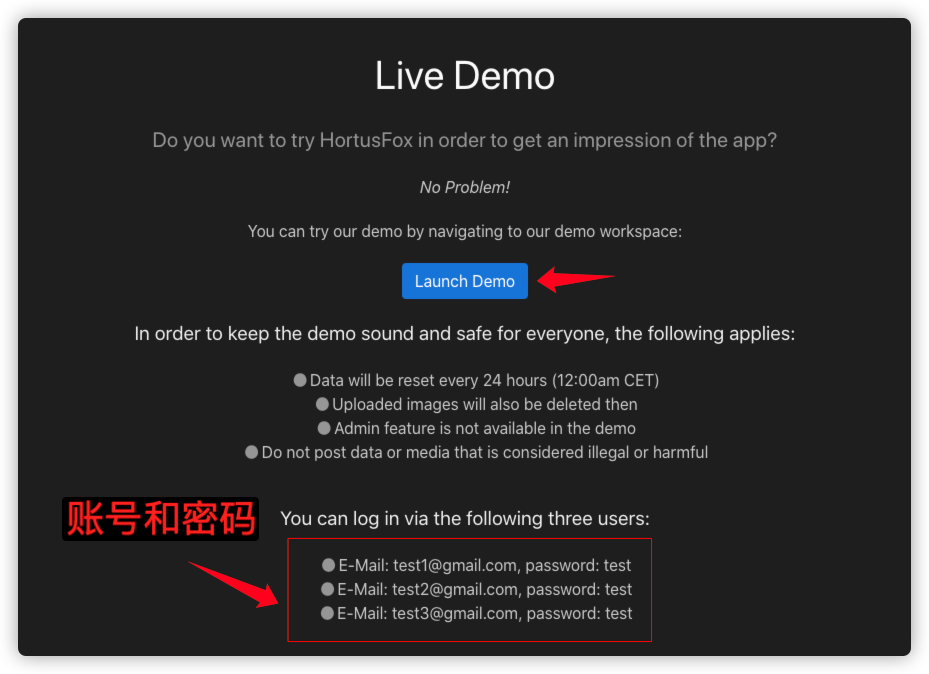 Live Demo
Do you want to try HortusFox in order to get an impression of the app?
No Problem!
You can try our demo by navigating to our demo workspace:
Launch Demo
In order to keep the demo sound and safe for everyone, the following applies:
Data will be reset every 24 hours (12:00am CET)
Uploaded images will also be deleted then
Admin feature is not available in the demo
Do not post data or media that is considered illegal or harmful
账号和密码
You can log in via the following three users:
E-Mail: test1@gmail.com, password: test
E-Mail: test2@gmail.com, password: test
E-Mail: test3@gmail.com, password: test